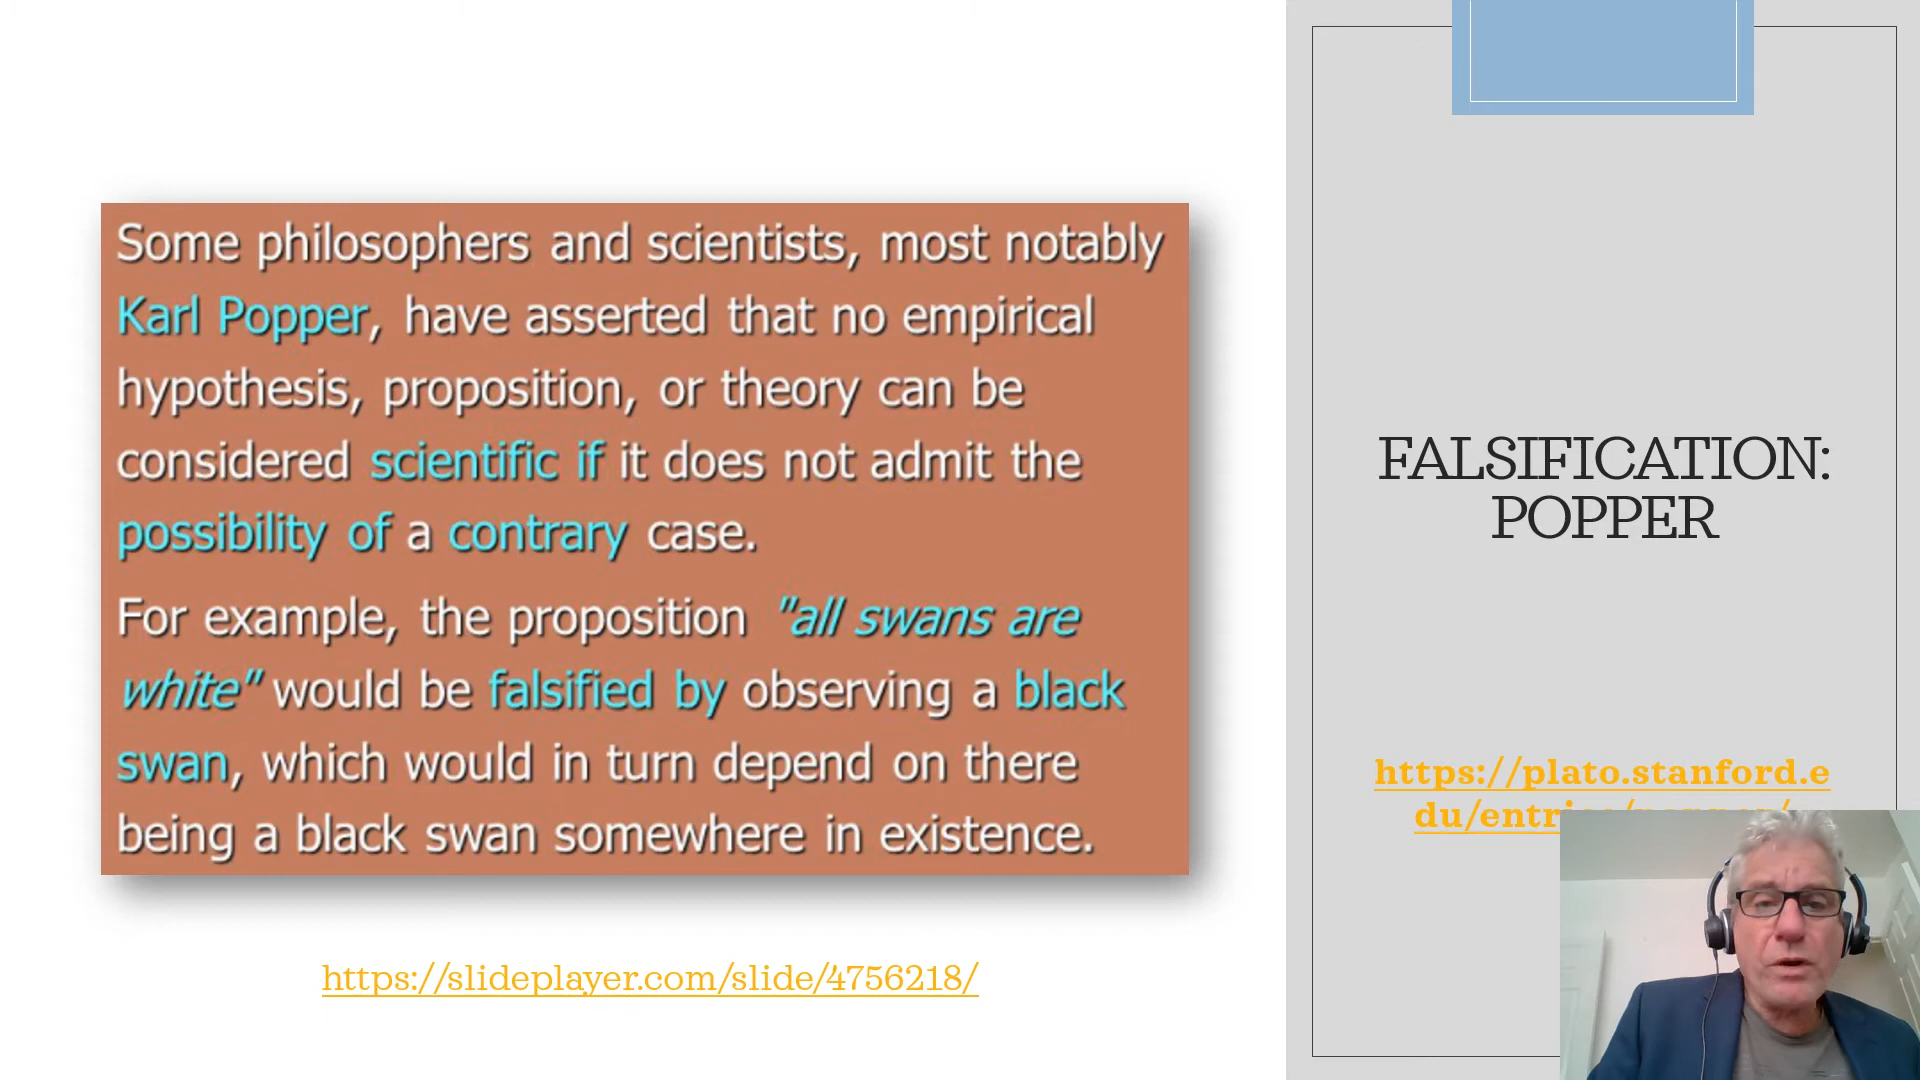 Some philosophers and scientists, most notably
Karl Popper, have asserted that no empirical
hypothesis, proposition, or theory can be
considered scientific if it does not admit the
possibility of a contrary case.
For example, the proposition "all swans are
white" would be falsified by observing a black
swan, which would in turn depend on there
being a black swan somewhere in existence.
https://slideplayer.com/slide/4756218/
FALSIFICATION:
POPPER
https://plato.stanford.e